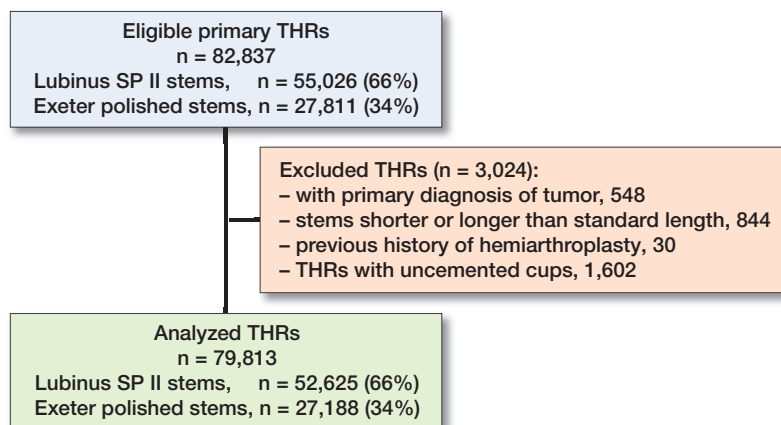 Eligible primary THRs
n = 82,837
Lubinus SP II stems, n = 55,026 (66%)
Exeter polished stems, n = 27,811 (34%)
Excluded THRs (n = 3,024):
– with primary diagnosis of tumor, 548
– stems shorter or longer than standard length, 844
– previous history of hemiarthroplasty, 30
– THRs with uncemented cups, 1,602
Analyzed THRs
n = 79,813
Lubinus SP II stems, n = 52,625 (66%)
Exeter polished stems, n = 27,188 (34%)